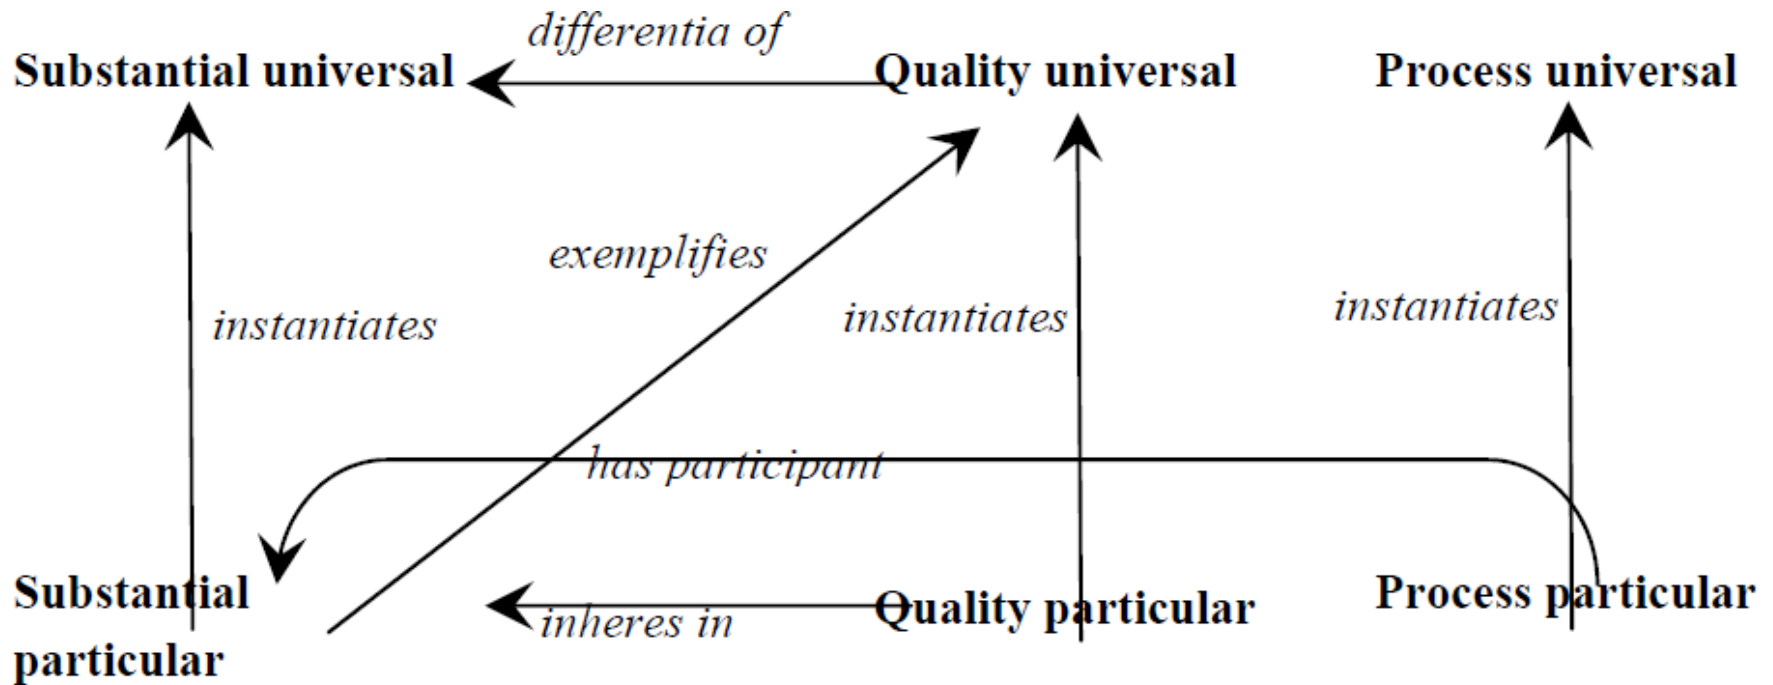 differentia of
Substantial universal
Quality universal
Process universal
exemplifies
instantiates
instantiates
instantiates
has participant
Substantial
particular
inheres in
Quality particular
Process particular